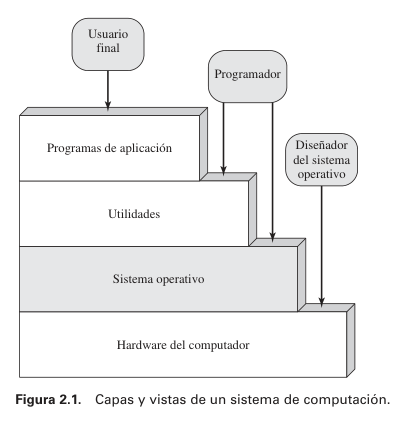 Usuario
final
Programador
Diseñador
del sistema
operativo
Programas de aplicación
Utilidades
Sistema operativo
Hardware del computador
Figura 2.1. Capas y vistas de un sistema de computación.